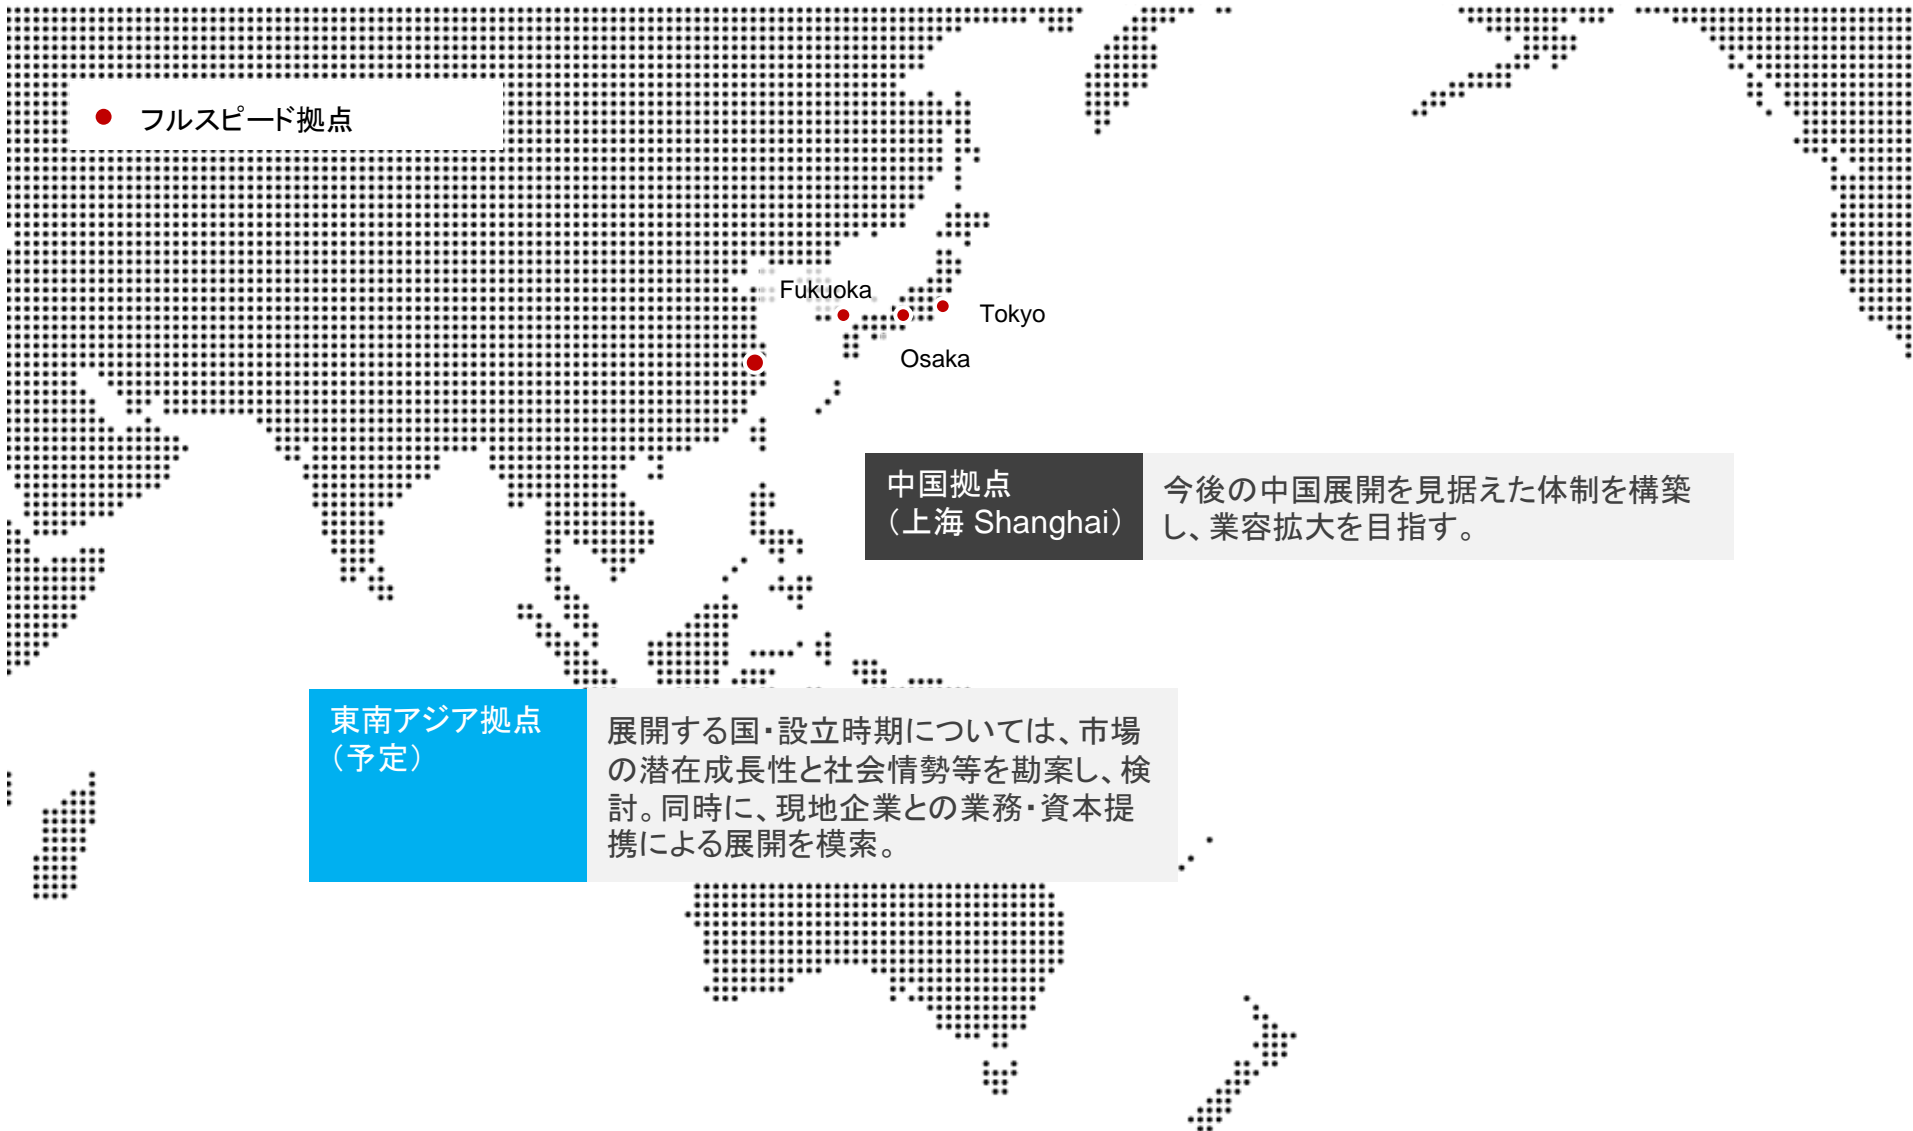 フルスピード拠点
Fukuoka
Tokyo
Osaka
中国拠点
（上海 Shanghai）
今後の中国展開を見据えた体制を構築
し、業容拡大を目指す。
東南アジア拠点
（予定）
展開する国・設立時期については、市場
の潜在成長性と社会情勢等を勘案し、検
討。同時に、現地企業との業務・資本提
携による展開を模索。